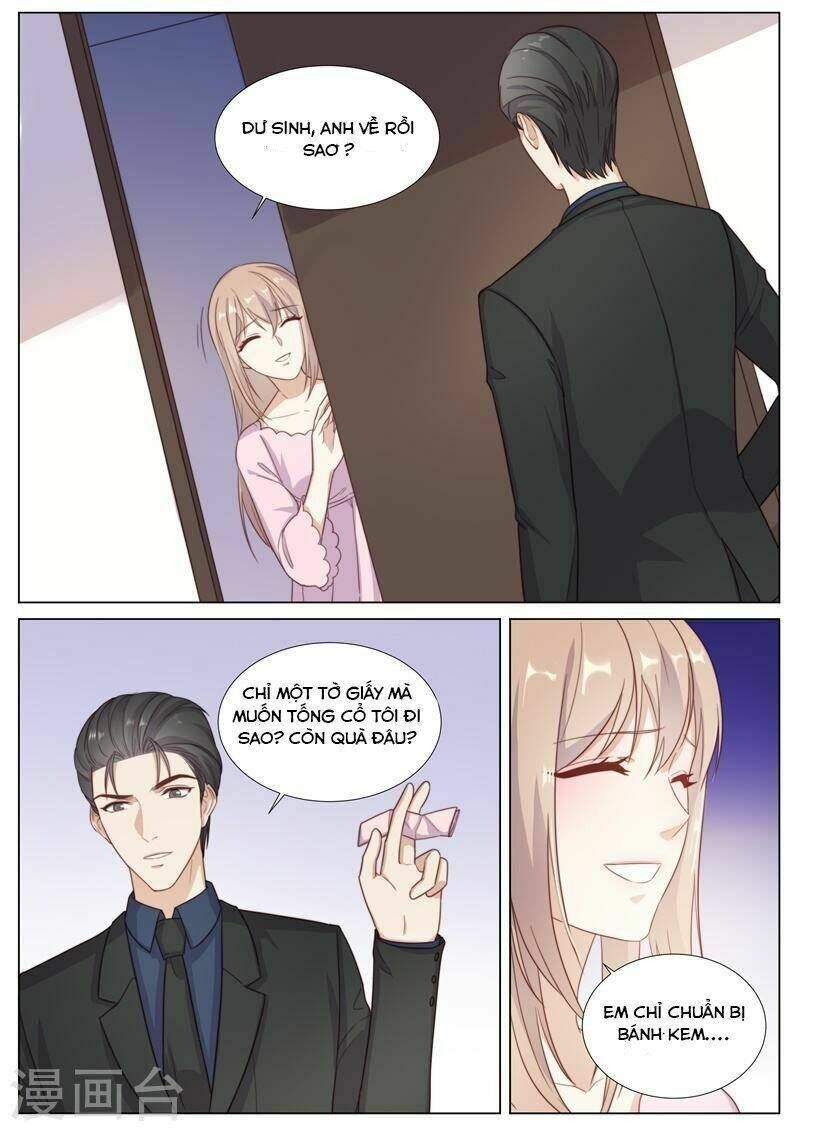 DƯ SINH, ANH VỀ RỒI
SAO ?
CHỈ MỘT TỜ GIẤY MÀ
MUỐN TỐNG CỔ TÔI ĐI
SAO? CÒN QUÀ ĐÂU?
EM CHỈ CHUẨN BỊ
BÁNH KEM....
漫画台